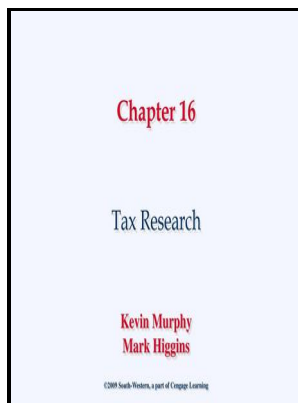 Chapter 16
Tax Research
Kevin Murphy
Mark Higgins
©2009 South-Western, a part of Cengage Learning